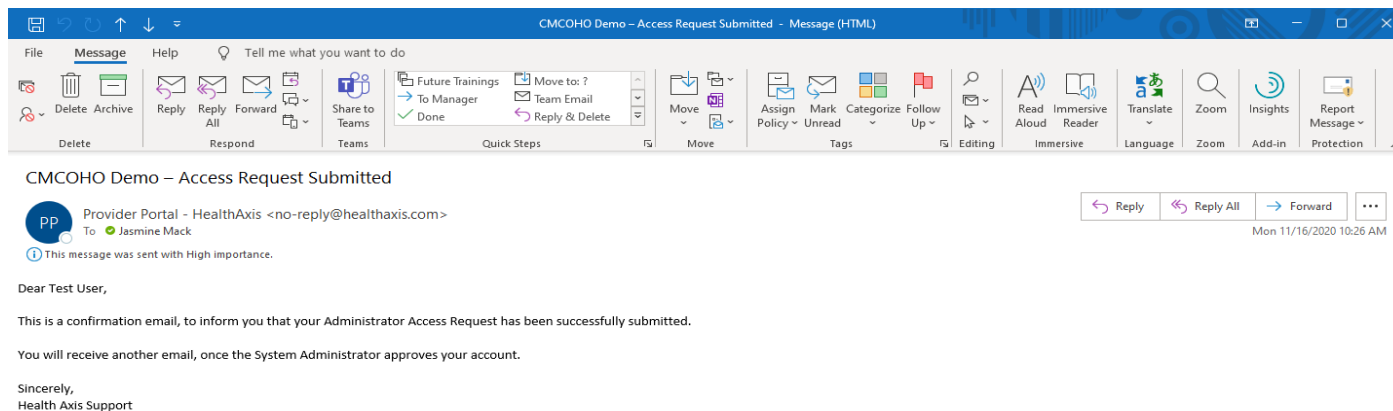 CMCOHO Demo – Access Request Submitted - Message (HTML)
File Message Help Tell me what you want to do
Delete Archive
Reply Reply All Forward
Share to Teams
Future Trainings Move to: ?
To Manager Team Email
Done Reply & Delete
Move
Assign Policy Mark Unread Categorize Follow Up
Read Aloud Immersive Reader
Translate
Zoom
Insights
Report Message
Delete Respond Teams Quick Steps Move Tags Editing Immersive Language Zoom Add-in Protection
CMCOHO Demo – Access Request Submitted
PP
Provider Portal - HealthAxis <no-reply@healthaxis.com>
To Jasmine Mack
Reply Reply All Forward
Mon 11/16/2020 10:26 AM
This message was sent with High importance.
Dear Test User,
This is a confirmation email, to inform you that your Administrator Access Request has been successfully submitted.
You will receive another email, once the System Administrator approves your account.
Sincerely,
Health Axis Support